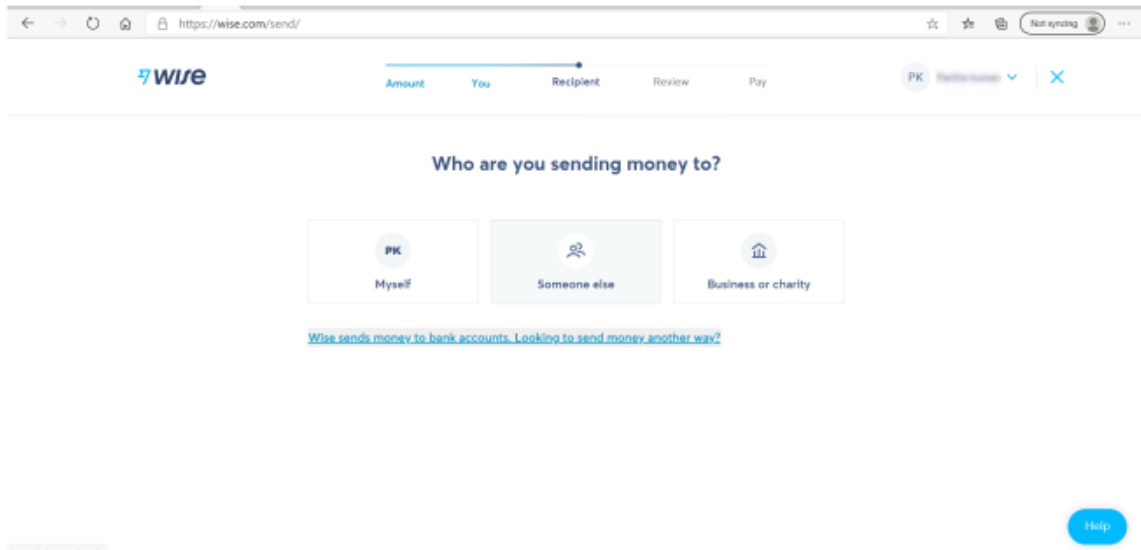 https://wise.com/send/
Not syncing
wise
Amount You Recipient Review Pay
PK
Who are you sending money to?
PK
Myself
Someone else
Business or charity
Wise sends money to bank accounts. Looking to send money another way?
Help